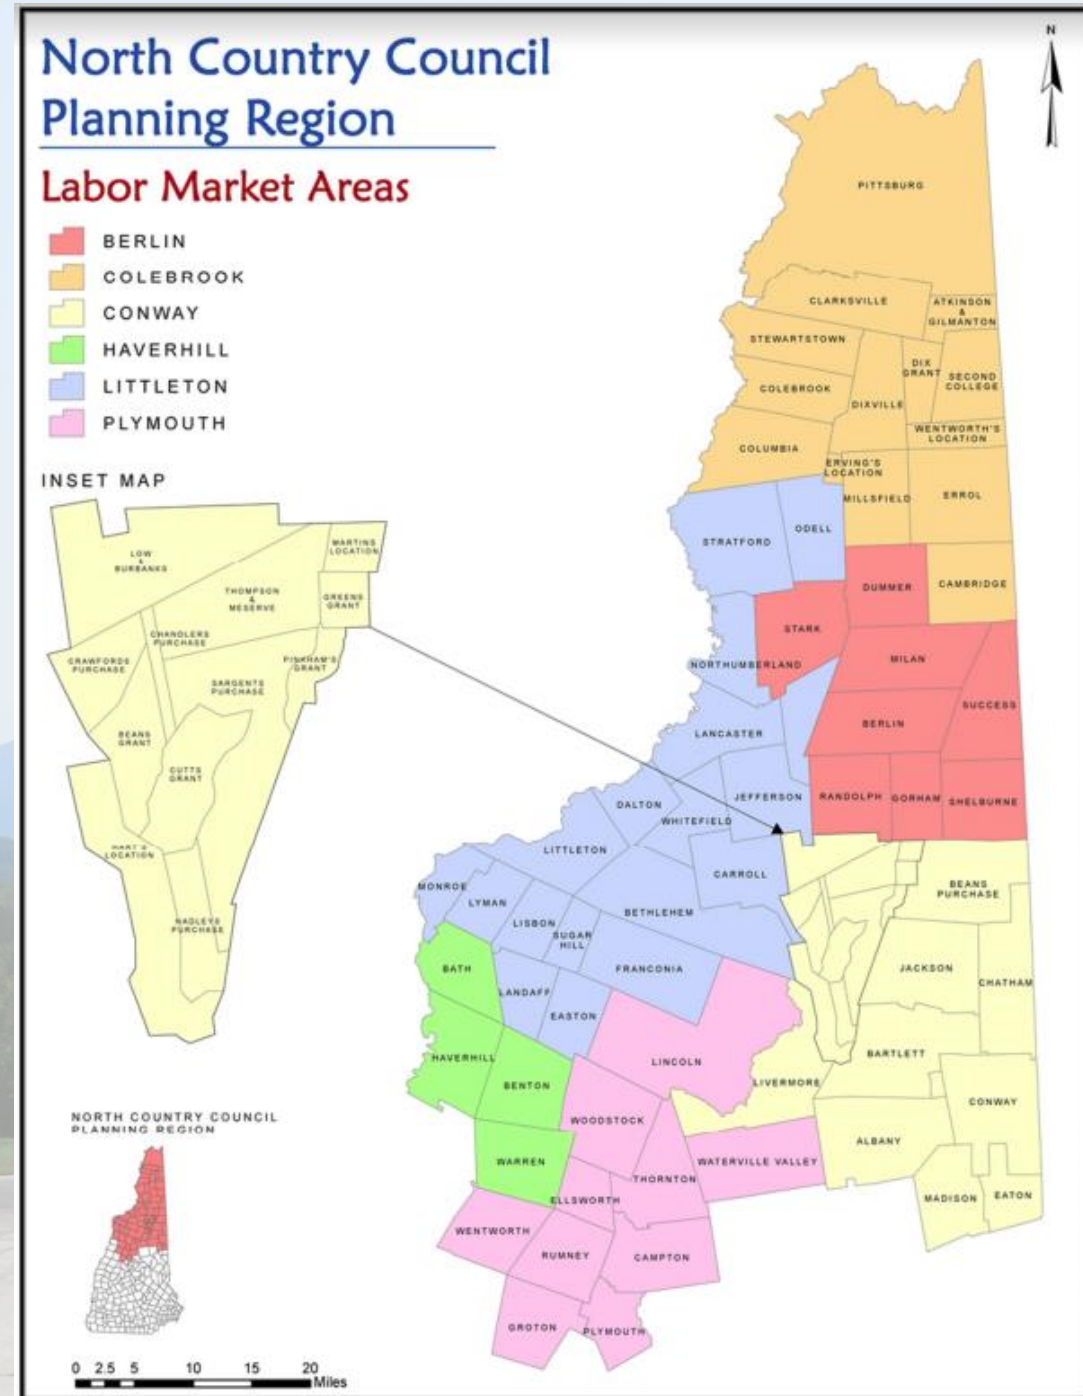 North Country Council
Planning Region
Labor Market Areas
BERLIN
COLEBROOK
CONWAY
HAVERHILL
LITTLETON
PLYMOUTH
INSET MAP
LOW
&
BURBANKS
MARTINS
LOCATION
THOMPSON
&
MESERVE
GREENS
GRANT
CHANDLERS
PURCHASE
CRAWFORDS
PURCHASE
PINKHAM'S
GRANT
SARGENTS
PURCHASE
BEANS
GRANT
CUTTS
GRANT
HART'S
LOCATION
HADLEYS
PURCHASE
NORTH COUNTRY COUNCIL
PLANNING REGION
0 2.5 5 10 15 20
Miles
N
PITTSBURG
CLARKSVILLE
ATKINSON
&
GILMANTON
STEWARTSTOWN
DIX
GRANT
SECOND
COLLEGE
COLEBROOK
DIXVILLE
WENTWORTH'S
LOCATION
COLUMBIA
ERVING'S
LOCATION
MILLSFIELD
ERROL
STRATFORD
ODELL
DUMMER
CAMBRIDGE
STARK
NORTHUMBERLAND
MILAN
SUCCESS
BERLIN
LANCASTER
JEFFERSON
RANDOLPH
GORHAM
SHELBURNE
DALTON
WHITEFIELD
LITTLETON
CARROLL
MONROE
LYMAN
BEANS
PURCHASE
BETHLEHEM
LISBON
SUGAR
HILL
BATH
FRANCONIA
JACKSON
CHATHAM
LANDAFF
EASTON
HAVERHILL
LINCOLN
BARTLETT
BENTON
LIVERMORE
CONWAY
WOODSTOCK
ALBANY
WARREN
WATERVILLE VALLEY
THORNTON
ELLSWORTH
MADISON
EATON
WENTWORTH
RUMNEY
CAMPTON
GROTON
PLYMOUTH